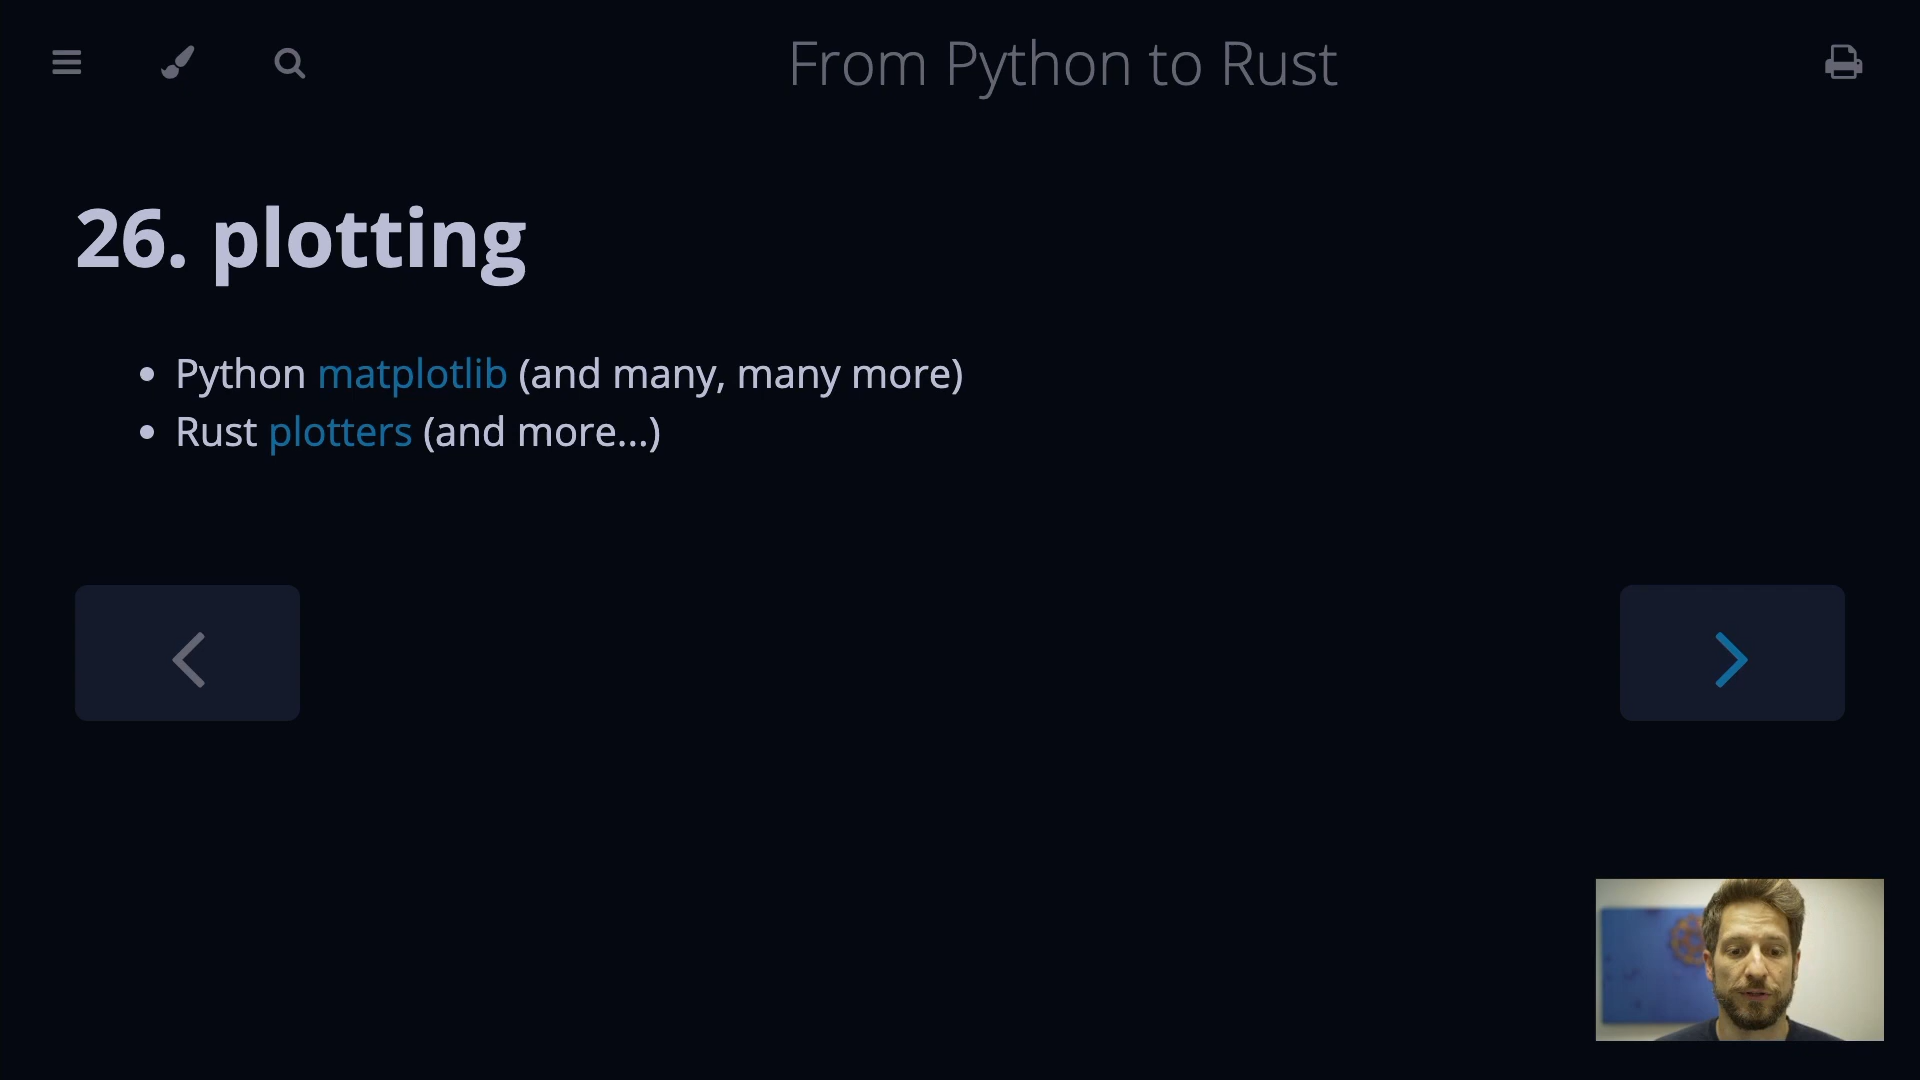 From Python to Rust
26. plotting
• Python matplotlib (and many, many more)
• Rust plotters (and more...)